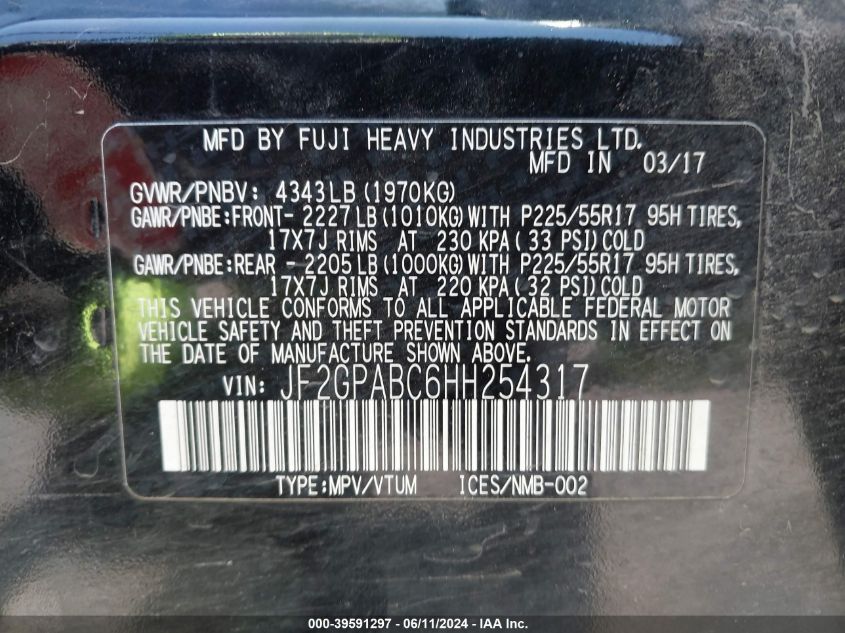 MFD BY FUJI HEAVY INDUSTRIES LTD.
MFD IN 03/17
GVWR/PNBV: 4343LB (1970KG)
GAWR/PNBE:FRONT- 2227LB (1010KG) WITH P225/55R17 95H TIRES,
17X7J RIMS AT 230 KPA ( 33 PSI) COLD
GAWR/PNBE:REAR - 2205LB (1000KG) WITH P225/55R17 95H TIRES,
17X7J RIMS AT 220 KPA ( 32 PSI) COLD
THIS VEHICLE CONFORMS TO ALL APPLICABLE FEDERAL MOTOR
VEHICLE SAFETY AND THEFT PREVENTION STANDARDS IN EFFECT ON
THE DATE OF MANUFACTURE SHOWN ABOVE.
VIN: JF2GPABC6HH254317
TYPE:MPV/VTUM ICES/NMB-002
000-39591297 - 06/11/2024 - IAA Inc.